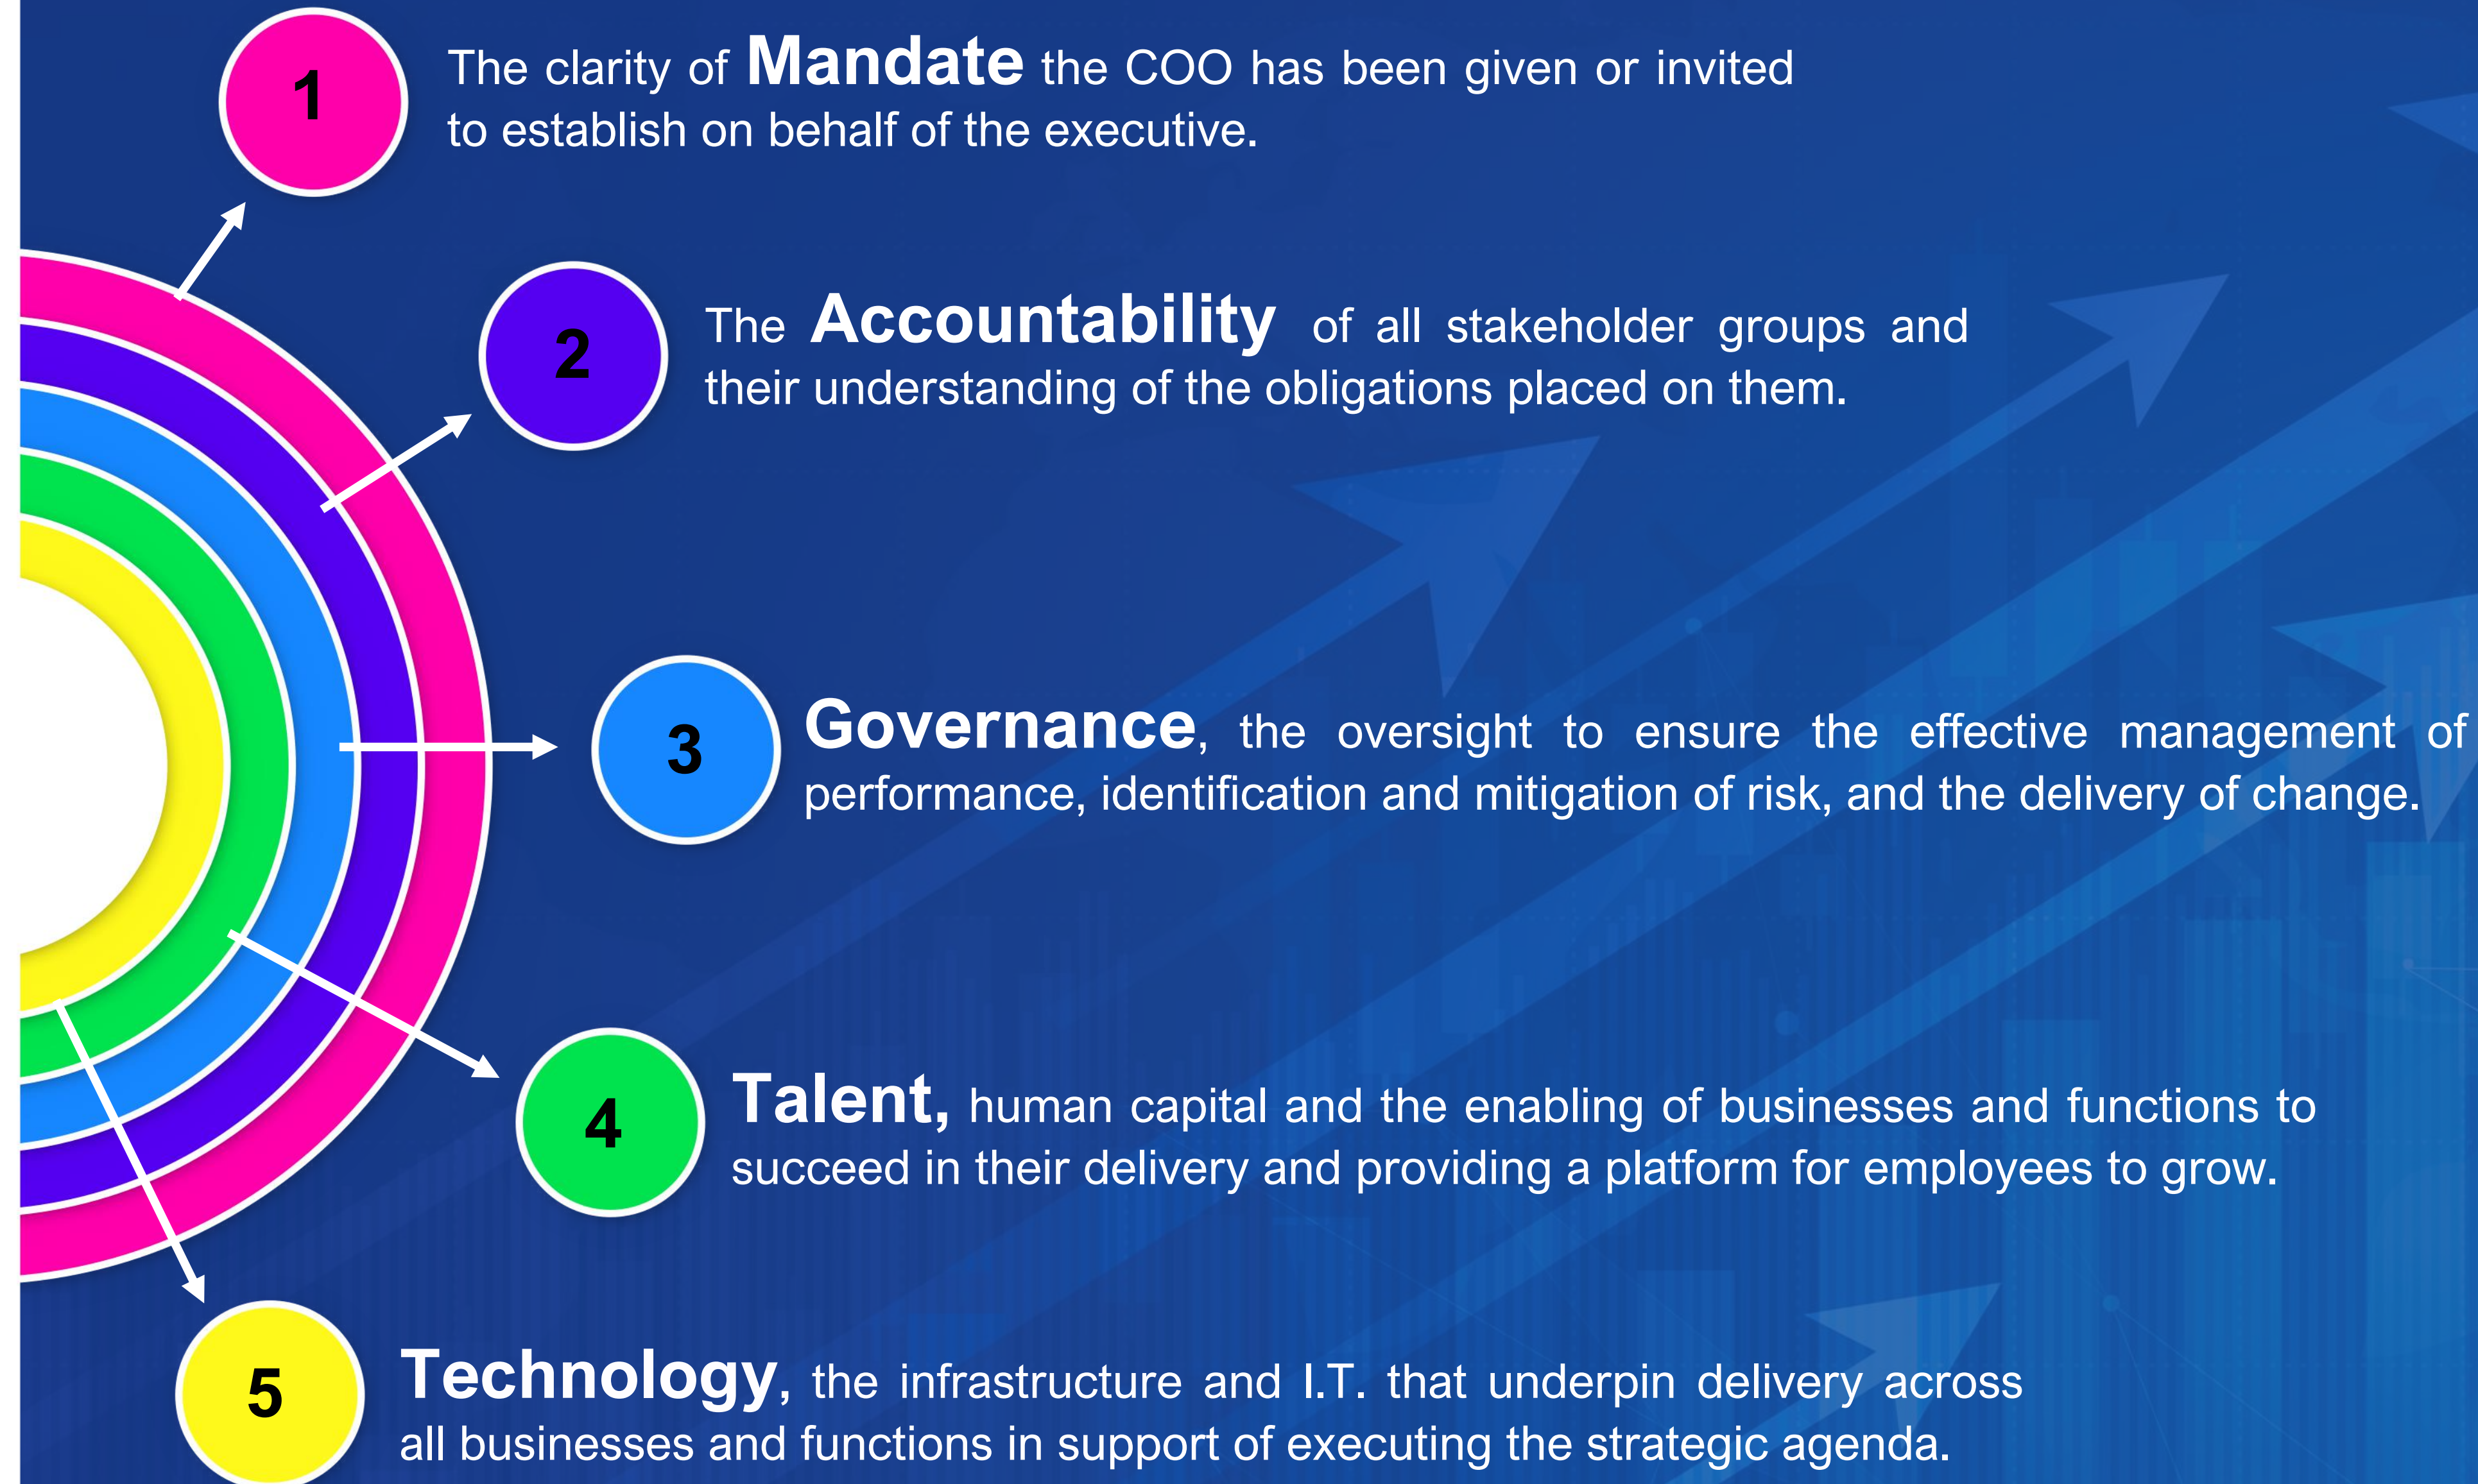 1
The clarity of Mandate the COO has been given or invited
to establish on behalf of the executive.
2
The Accountability of all stakeholder groups and
their understanding of the obligations placed on them.
3
Governance, the oversight to ensure the effective management of
performance, identification and mitigation of risk, and the delivery of change.
4
Talent, human capital and the enabling of businesses and functions to
succeed in their delivery and providing a platform for employees to grow.
5
Technology, the infrastructure and I.T. that underpin delivery across
all businesses and functions in support of executing the strategic agenda.